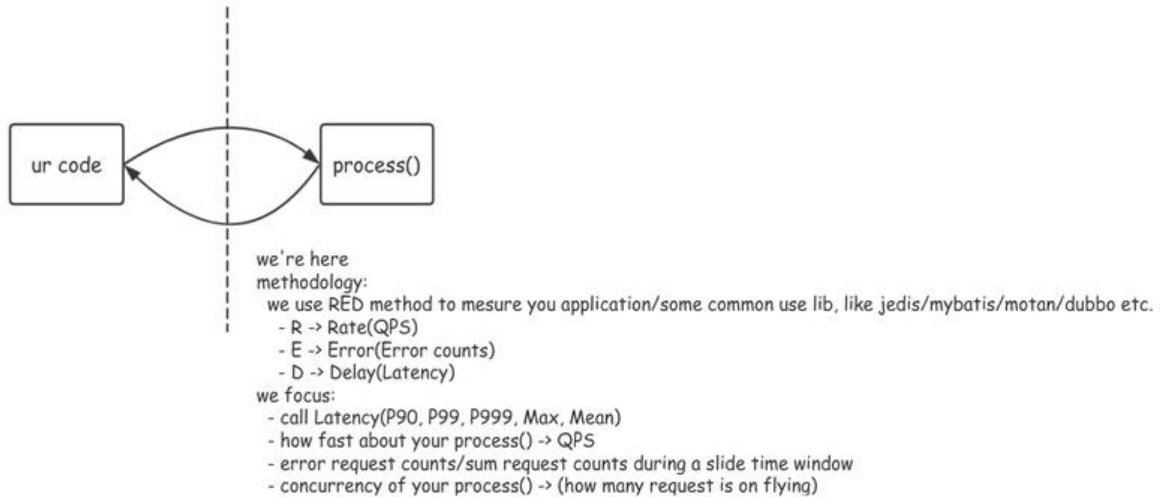 ur code
process()
we're here
methodology:
we use RED method to mesure you application/some common use lib, like jedis/mybatis/motan/dubbo etc.
- R -> Rate(QPS)
- E -> Error(Error counts)
- D -> Delay(Latency)
we focus:
- call Latency(P90, P99, P999, Max, Mean)
- how fast about your process() -> QPS
- error request counts/sum request counts during a slide time window
- concurrency of your process() -> (how many request is on flying)